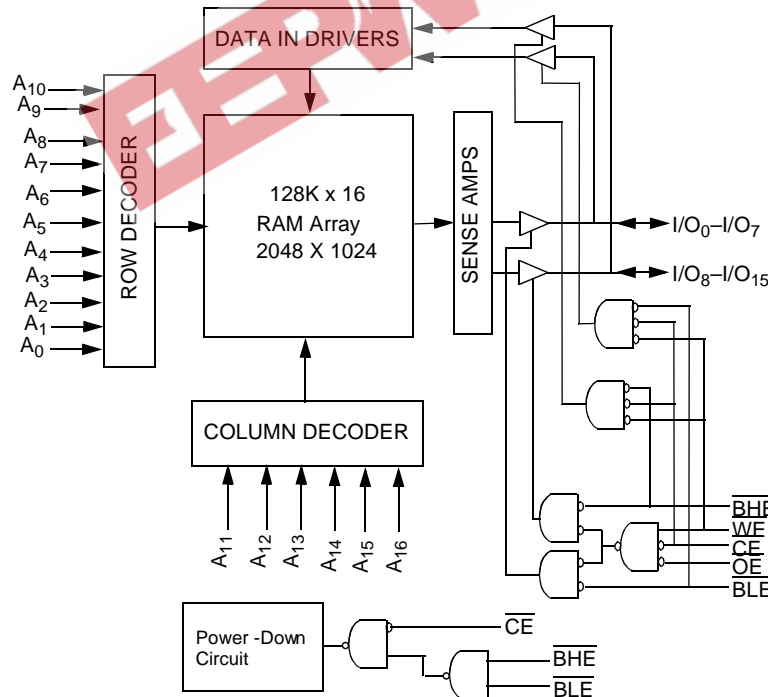 DATA IN DRIVERS
A10
A9
A8
A7
A6
A5
A4
A3
A2
A1
A0
ROW DECODER
128K x 16
RAM Array
2048 X 1024
SENSE AMPS
I/O0–I/O7
I/O8–I/O15
COLUMN DECODER
A11
A12
A13
A14
A15
A16
BHE
WE
CE
OE
BLE
Power -Down
Circuit
CE
BHE
BLE